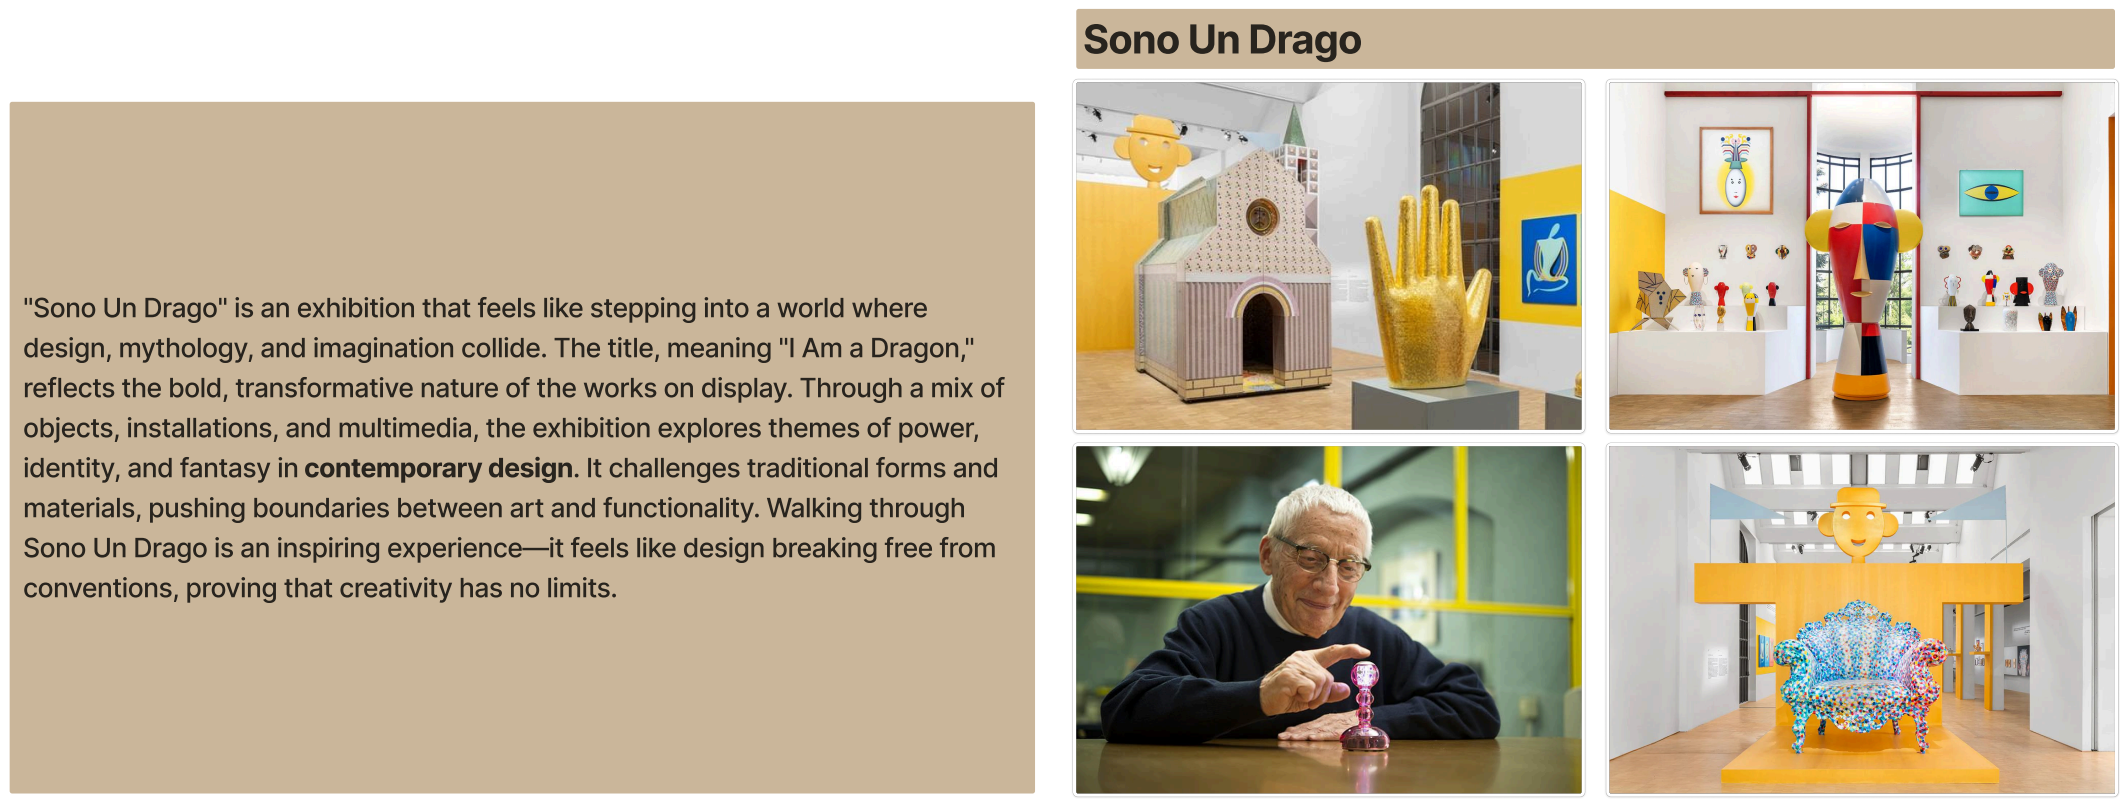 Sono Un Drago
"Sono Un Drago" is an exhibition that feels like stepping into a world where
design, mythology, and imagination collide. The title, meaning "I Am a Dragon,"
reflects the bold, transformative nature of the works on display. Through a mix of
objects, installations, and multimedia, the exhibition explores themes of power,
identity, and fantasy in contemporary design. It challenges traditional forms and
materials, pushing boundaries between art and functionality. Walking through
Sono Un Drago is an inspiring experience—it feels like design breaking free from
conventions, proving that creativity has no limits.